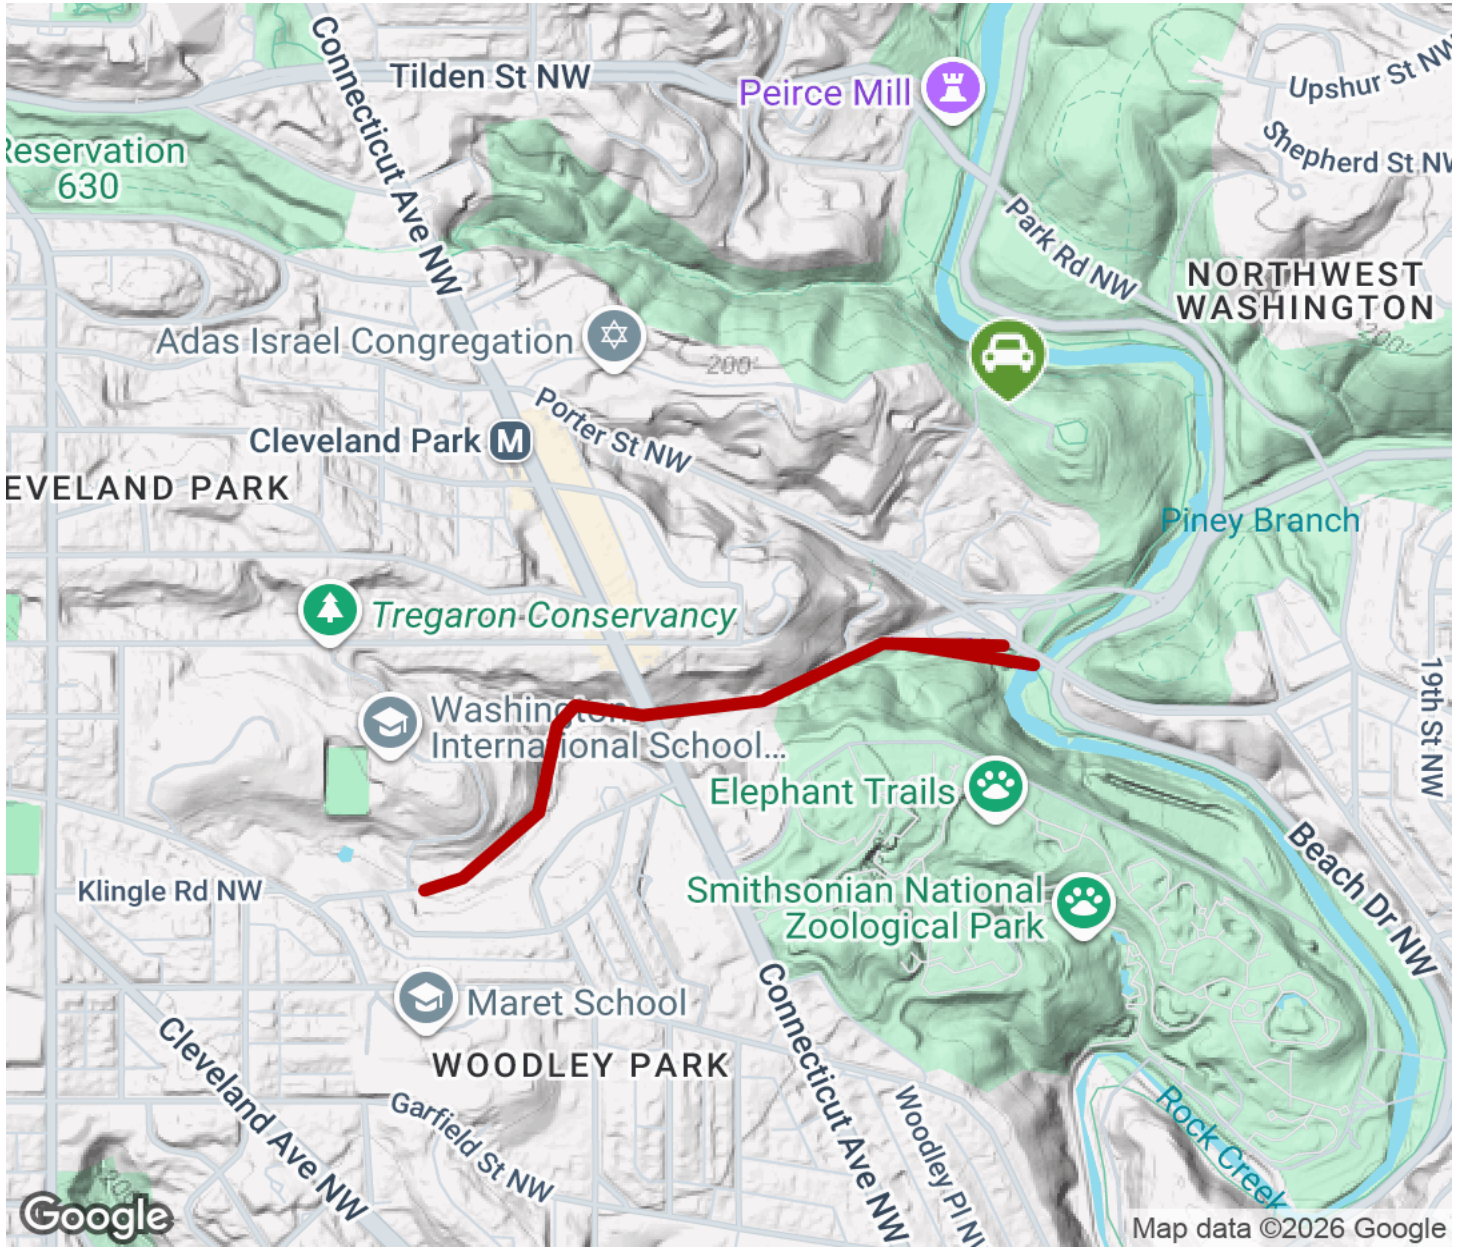 Connecticut Ave NW
Tilden St NW
Peirce Mill
Upshur St NW
Shepherd St NW
Reservation
630
Park Rd NW
NORTHWEST
WASHINGTON
200'
Adas Israel Congregation
200'
Porter St NW
Cleveland Park
M
EVELAND PARK
Piney Branch
Tregaron Conservancy
19th St NW
Washington
International School...
Elephant Trails
Beach Dr NW
Klingle Rd NW
Smithsonian National
Zoological Park
Maret School
Connecticut Ave NW
Cleveland Ave NW
WOODLEY PARK
Garfield St NW
Woodley Pl N
Rock Creek
Google
Map data ©2026 Google